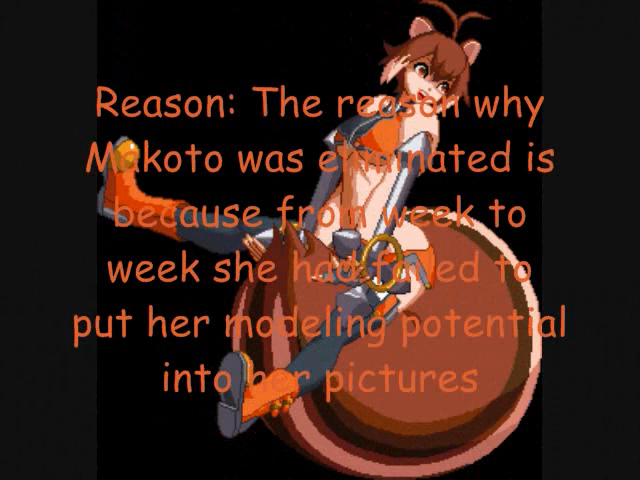 Reason: The reason why
Makoto was eliminated is
because from week to
week she had failed to
put her modeling potential
into her pictures